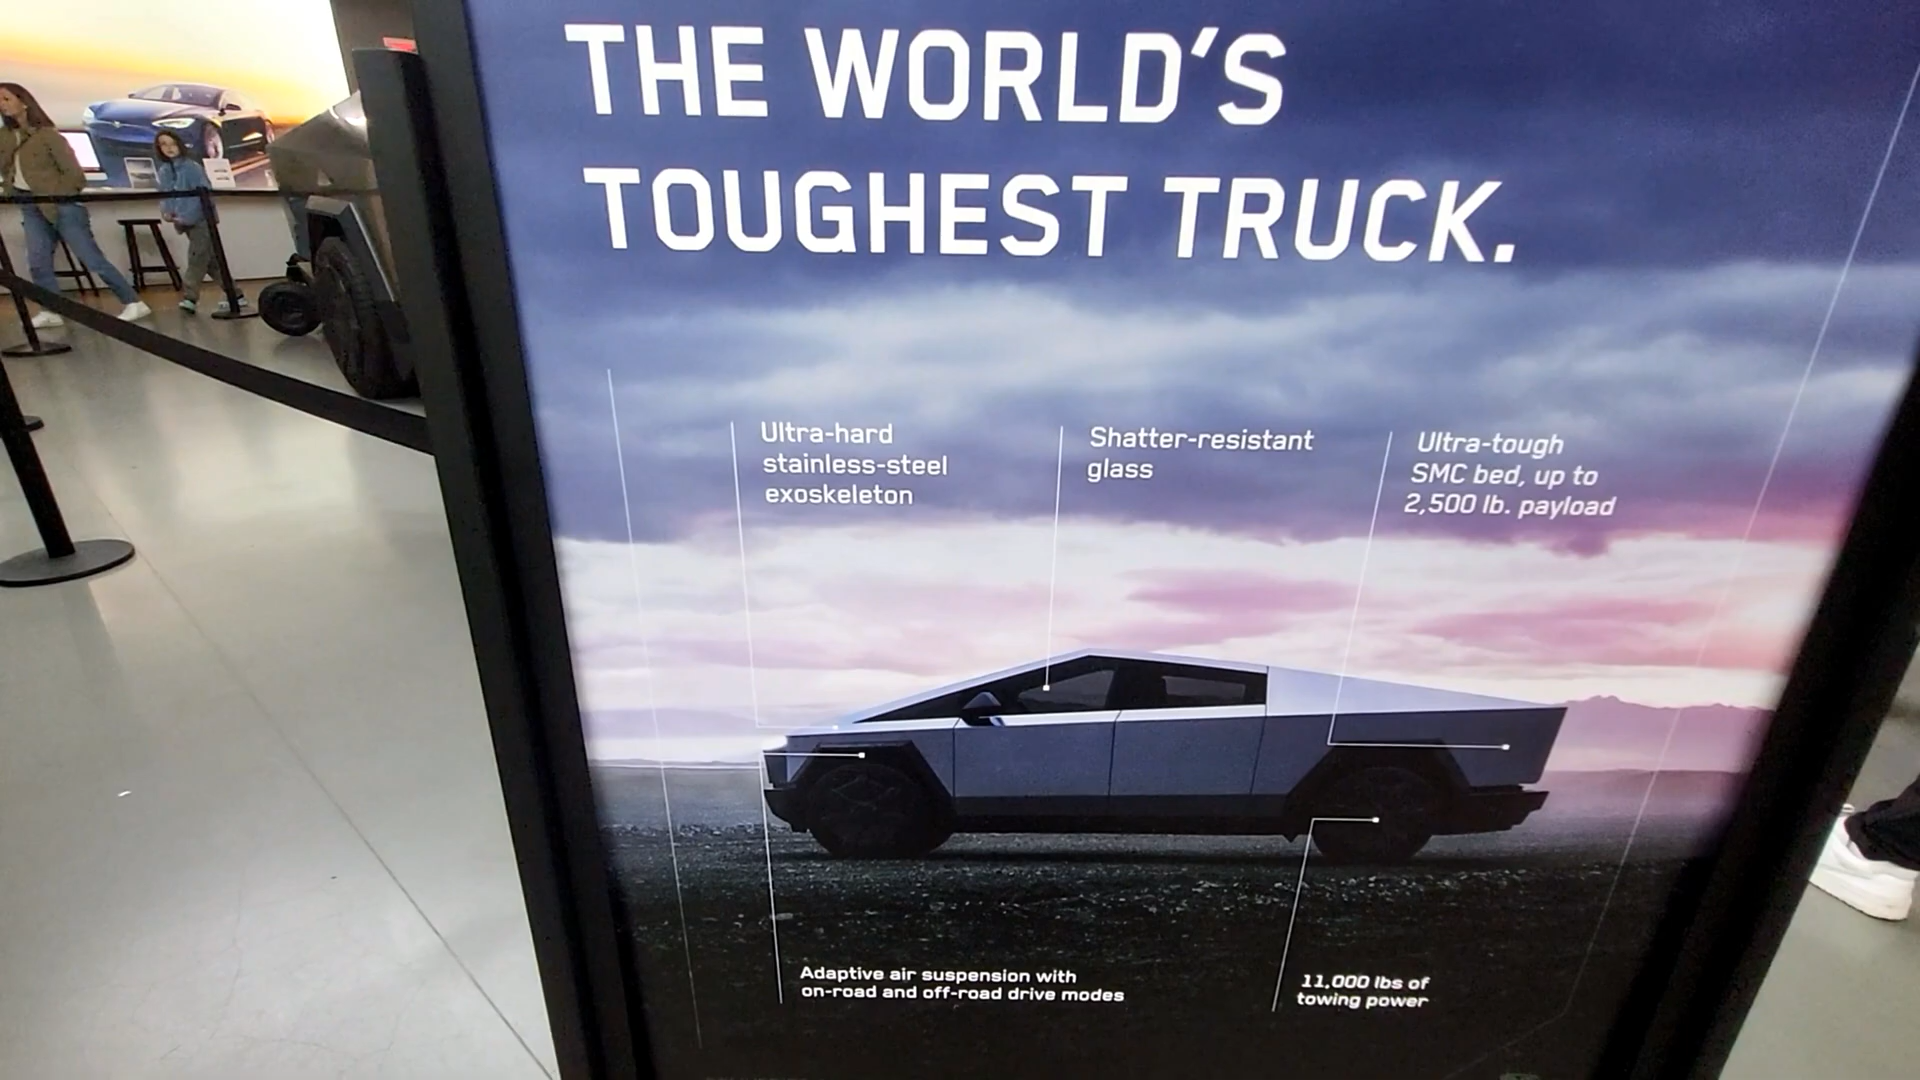 THE WORLD'S
TOUGHEST TRUCK.
Ultra-hard
stainless-steel
exoskeleton
Shatter-resistant
glass
Ultra-tough
SMC bed, up to
2,500 lb. payload
Adaptive air suspension with
on-road and off-road drive modes
11,000 lbs of
towing power